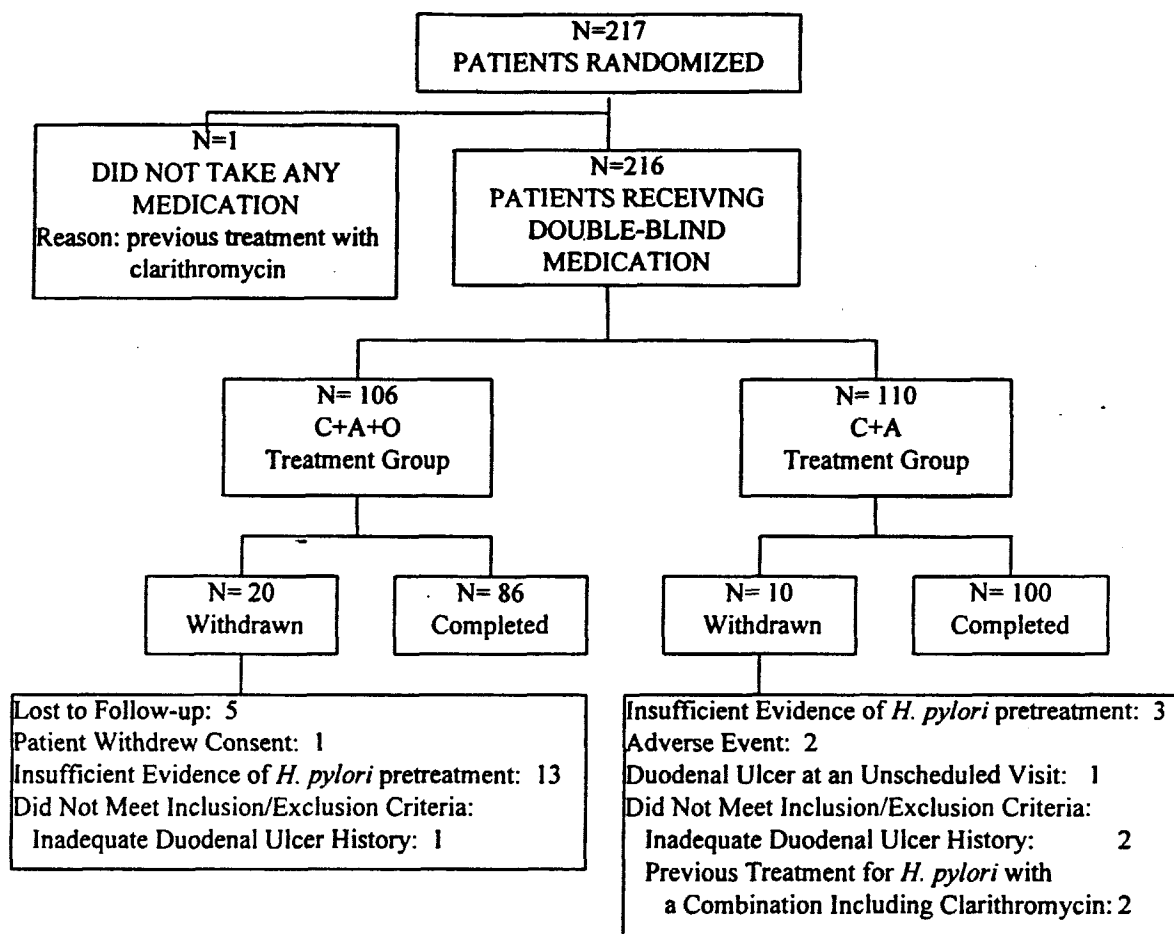 N=217
PATIENTS RANDOMIZED
N=1
DID NOT TAKE ANY
MEDICATION
Reason: previous treatment with
clarithromycin
N=216
PATIENTS RECEIVING
DOUBLE-BLIND
MEDICATION
N= 106
C+A+O
Treatment Group
N= 110
C+A
Treatment Group
N= 20
Withdrawn
N= 86
Completed
N= 10
Withdrawn
N= 100
Completed
Lost to Follow-up: 5
Patient Withdrew Consent: 1
Insufficient Evidence of H. pylori pretreatment: 13
Did Not Meet Inclusion/Exclusion Criteria:
Inadequate Duodenal Ulcer History: 1
Insufficient Evidence of H. pylori pretreatment: 3
Adverse Event: 2
Duodenal Ulcer at an Unscheduled Visit: 1
Did Not Meet Inclusion/Exclusion Criteria:
Inadequate Duodenal Ulcer History: 2
Previous Treatment for H. pylori with
a Combination Including Clarithromycin: 2